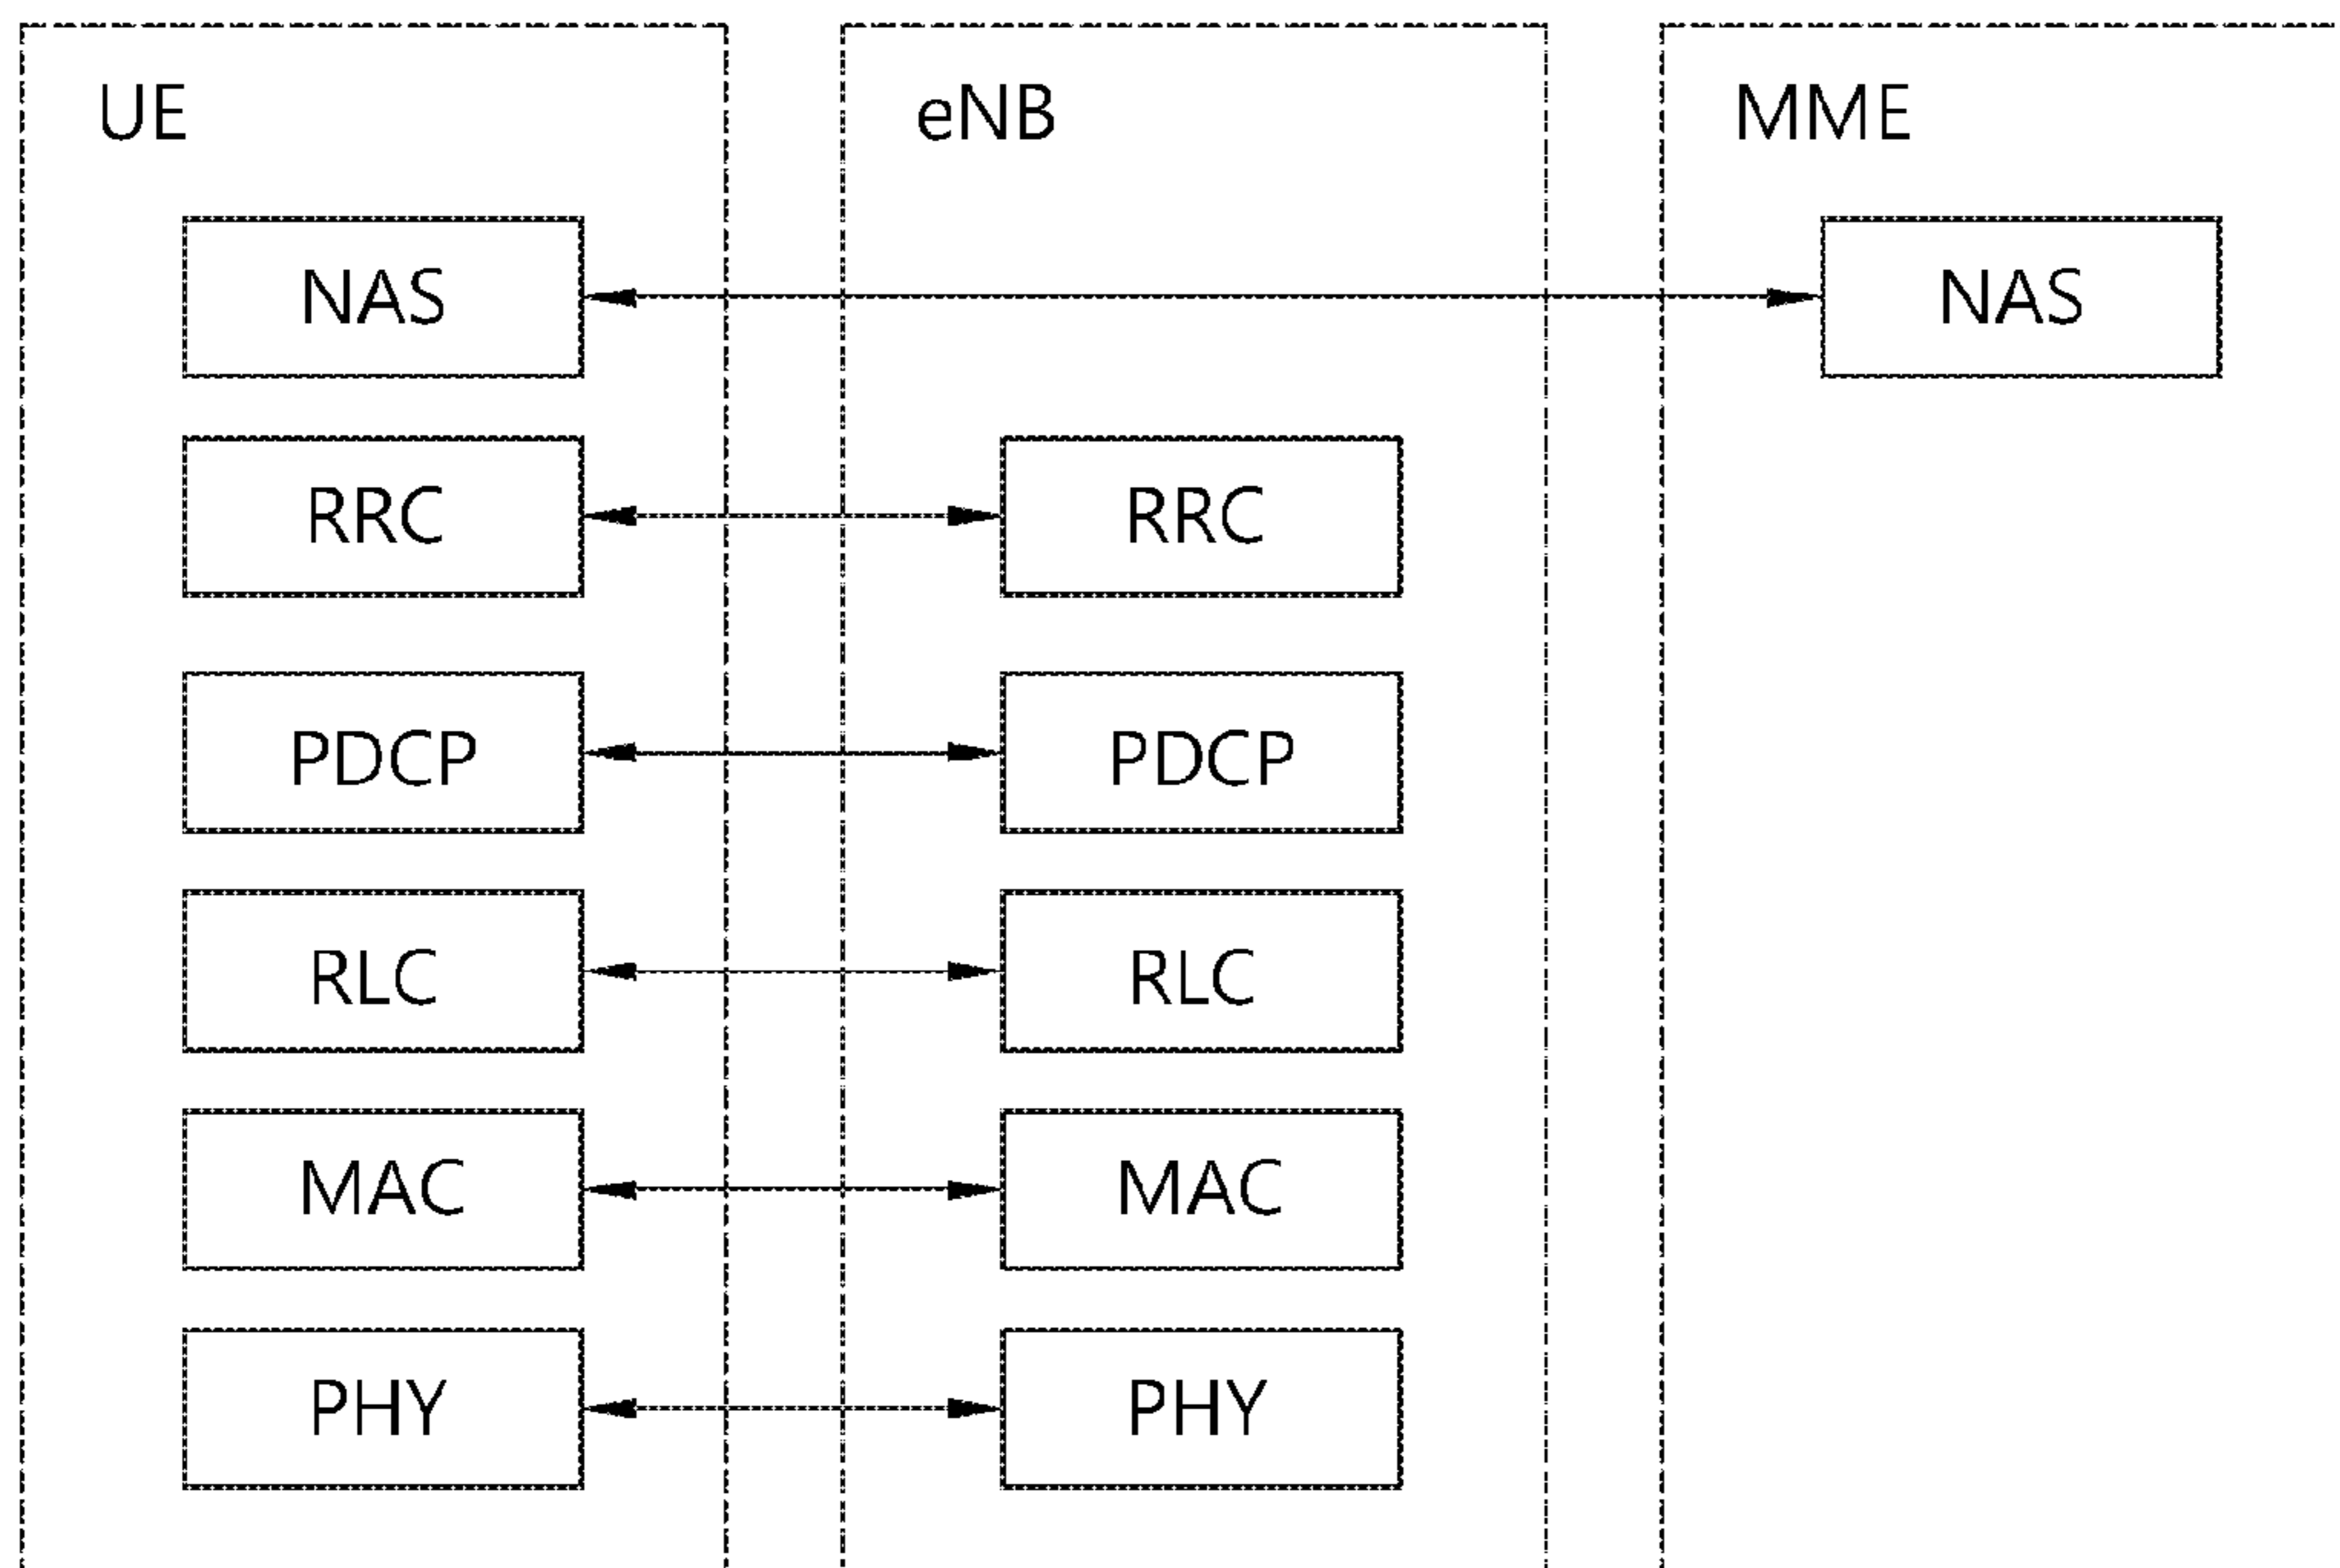 UE
eNB
MME
NAS
NAS
RRC
RRC
PDCP
PDCP
RLC
RLC
MAC
MAC
PHY
PHY